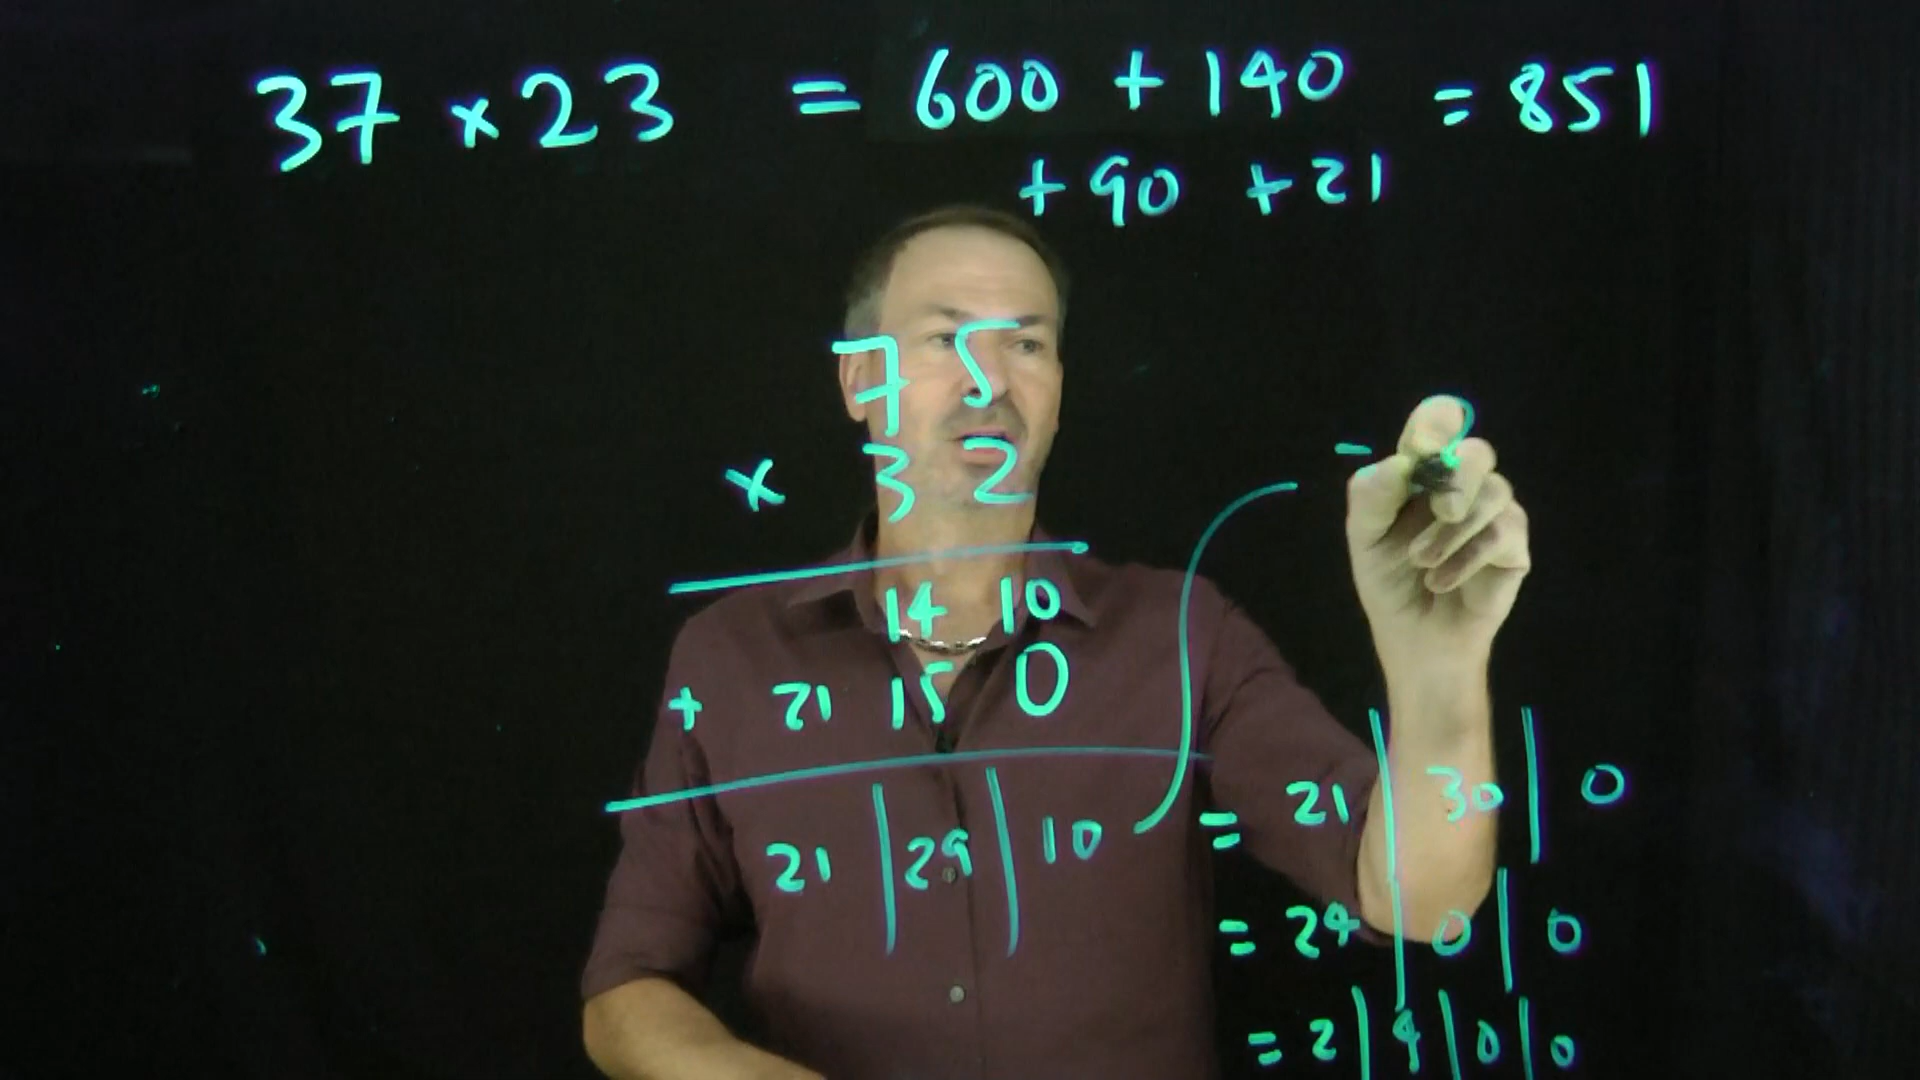 37 × 23 = 600 + 140 = 851
+ 90 + 21
75
× 32
14 10
+ 21 15 0
21 | 29 | 10
= 21 | 30 | 0
= 24 | 0 | 0
= 2 | 4 | 0 | 0